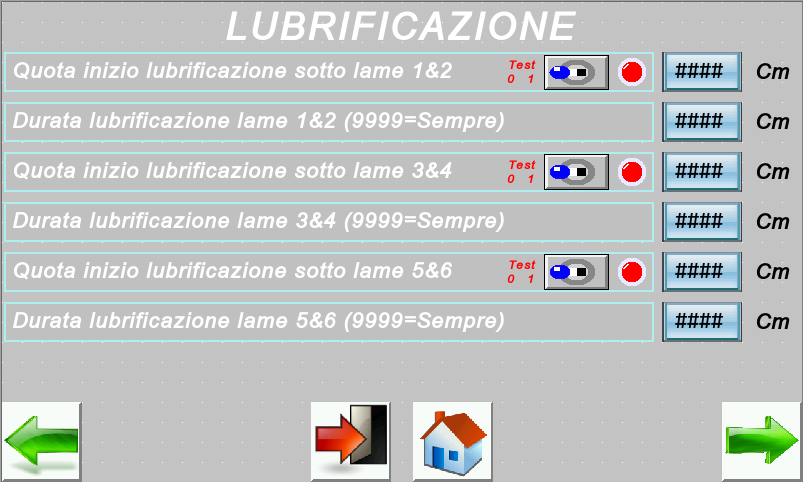 LUBRIFICAZIONE
Quota inizio lubrificazione sotto lame 1&2 Test 0 1 #### Cm
Durata lubrificazione lame 1&2 (9999=Sempre) #### Cm
Quota inizio lubrificazione sotto lame 3&4 Test 0 1 #### Cm
Durata lubrificazione lame 3&4 (9999=Sempre) #### Cm
Quota inizio lubrificazione sotto lame 5&6 Test 0 1 #### Cm
Durata lubrificazione lame 5&6 (9999=Sempre) #### Cm